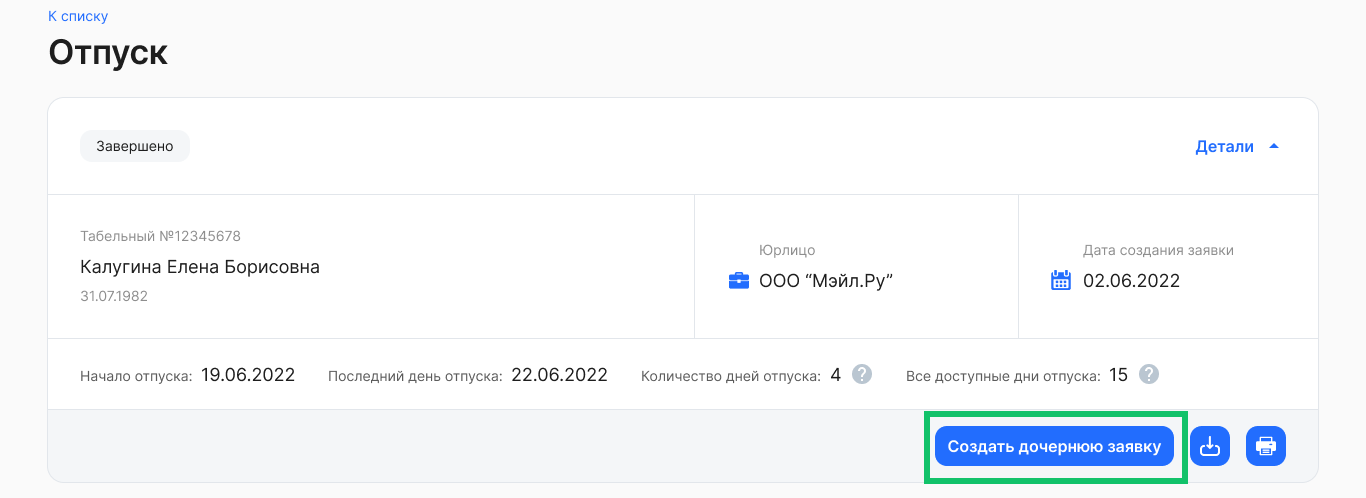 К списку
Отпуск
Завершено
Детали
Табельный №12345678
Калугина Елена Борисовна
31.07.1982
Юрлицо
ООО “Мэйл.Ру”
Дата создания заявки
02.06.2022
Начало отпуска: 19.06.2022 Последний день отпуска: 22.06.2022 Количество дней отпуска: 4 ? Все доступные дни отпуска: 15 ?
Создать дочернюю заявку